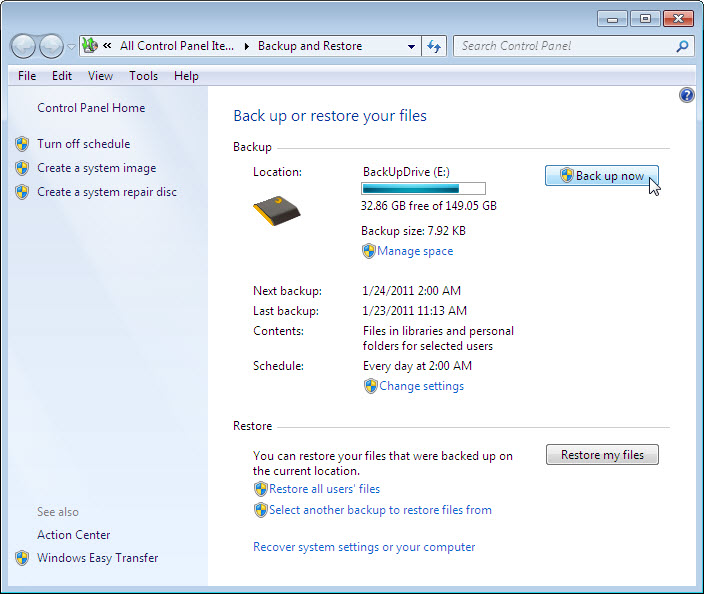 « All Control Panel Ite... Backup and Restore
Search Control Panel
File Edit View Tools Help
Control Panel Home
Turn off schedule
Create a system image
Create a system repair disc
See also
Action Center
Windows Easy Transfer
?
Back up or restore your files
Backup
Location: BackUpDrive (E:) Back up now
32.86 GB free of 149.05 GB
Backup size: 7.92 KB
Manage space
Next backup: 1/24/2011 2:00 AM
Last backup: 1/23/2011 11:13 AM
Contents: Files in libraries and personal
folders for selected users
Schedule: Every day at 2:00 AM
Change settings
Restore
You can restore your files that were backed up on
the current location.
Restore my files
Restore all users' files
Select another backup to restore files from
Recover system settings or your computer